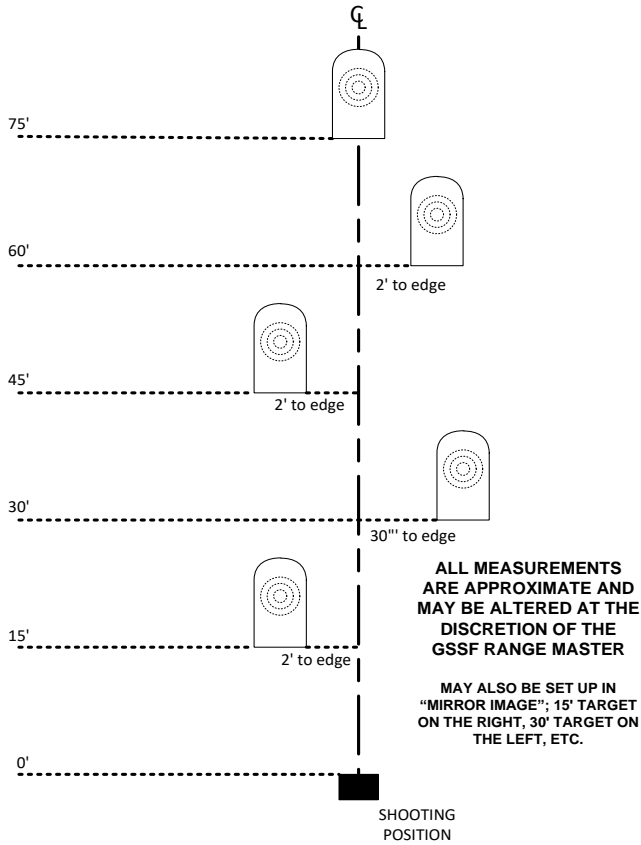 ℄
75'
60'
2' to edge
45'
2' to edge
30'
30"' to edge
ALL MEASUREMENTS
ARE APPROXIMATE AND
MAY BE ALTERED AT THE
DISCRETION OF THE
GSSF RANGE MASTER
15'
2' to edge
MAY ALSO BE SET UP IN
“MIRROR IMAGE”; 15' TARGET
ON THE RIGHT, 30' TARGET ON
THE LEFT, ETC.
0'
SHOOTING
POSITION